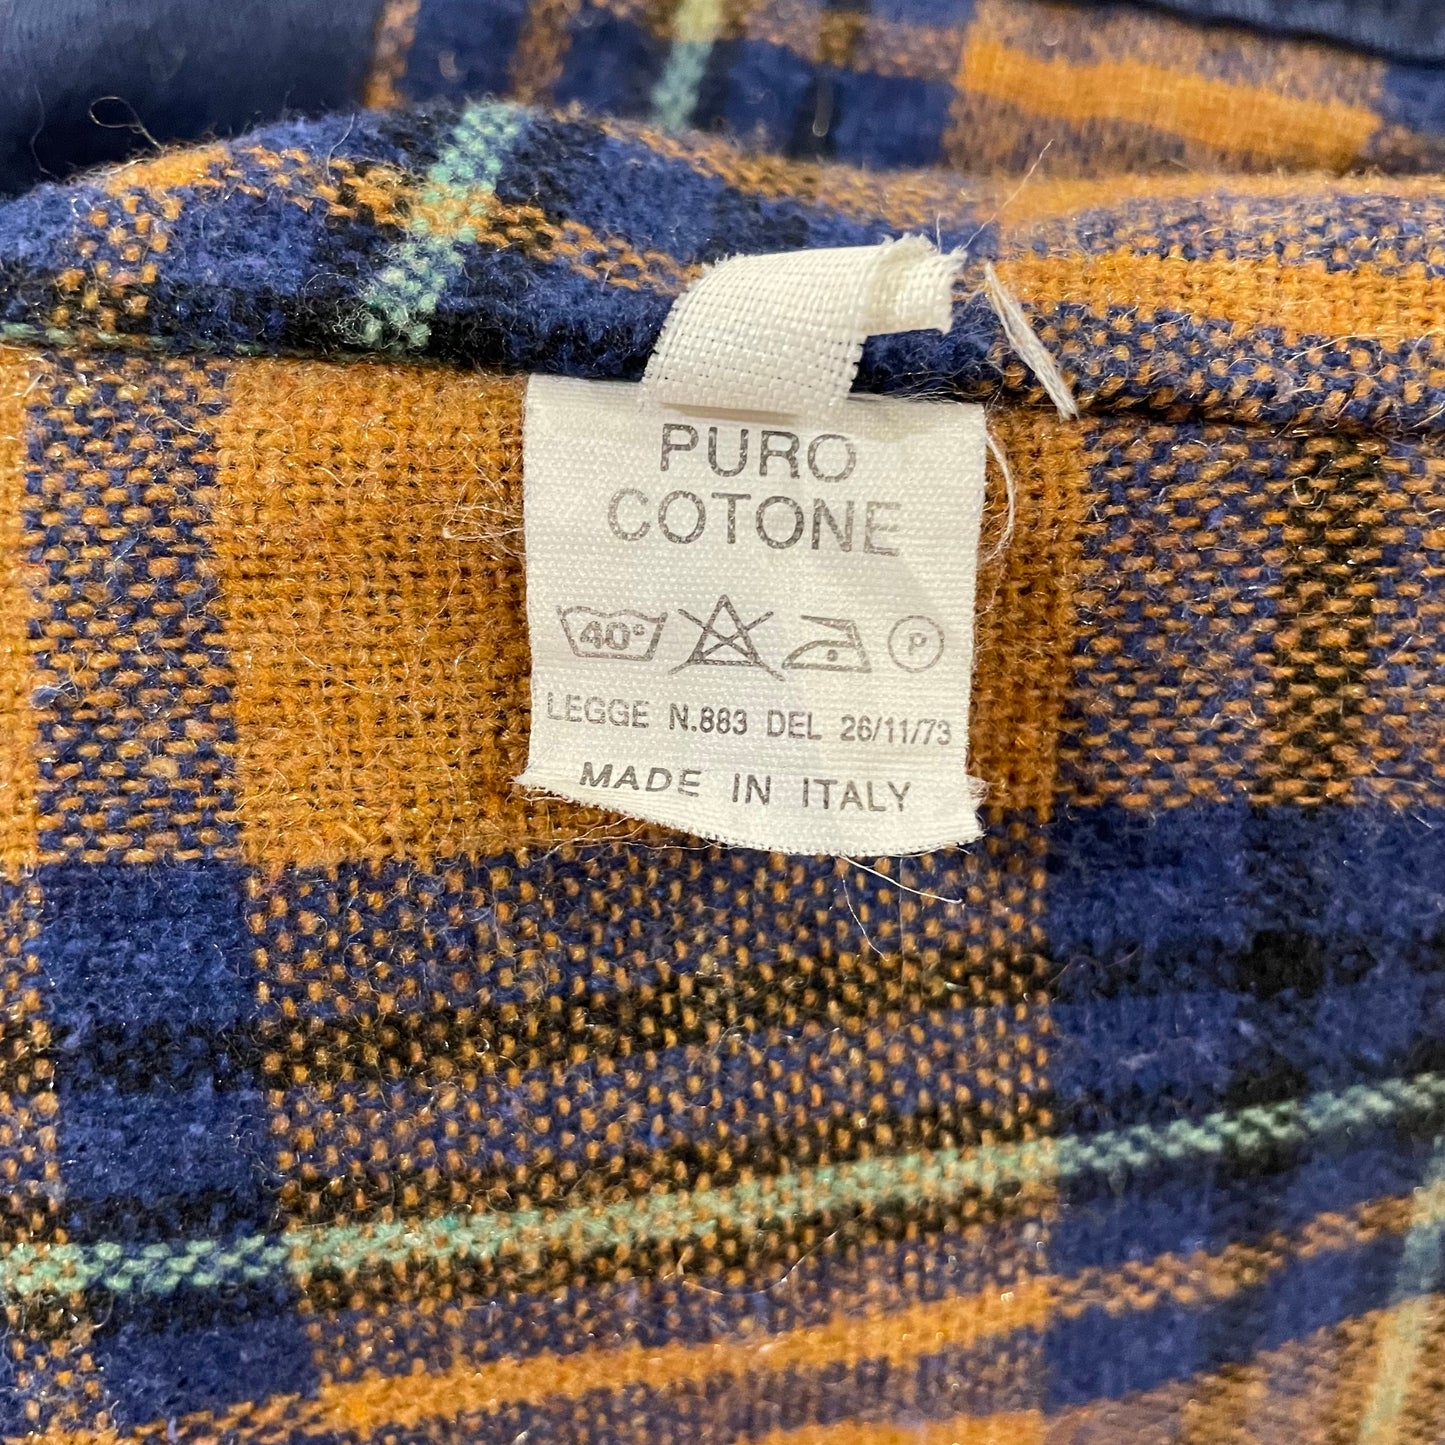 PURO
COTONE
40° P
LEGGE N.883 DEL 26/11/73
MADE IN ITALY